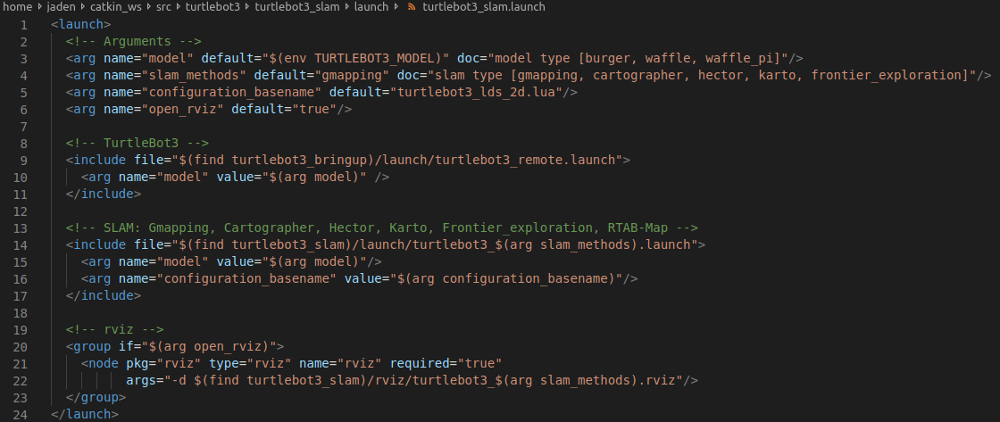 home > jaden > catkin_ws > src > turtlebot3 > turtlebot3_slam > launch > turtlebot3_slam.launch
1 <launch>
2 <!-- Arguments -->
3 <arg name="model" default="$(env TURTLEBOT3_MODEL)" doc="model type [burger, waffle, waffle_pi]"/>
4 <arg name="slam_methods" default="gmapping" doc="slam type [gmapping, cartographer, hector, karto, frontier_exploration]"/>
5 <arg name="configuration_basename" default="turtlebot3_lds_2d.lua"/>
6 <arg name="open_rviz" default="true"/>
7
8 <!-- TurtleBot3 -->
9 <include file="$(find turtlebot3_bringup)/launch/turtlebot3_remote.launch">
10 <arg name="model" value="$(arg model)" />
11 </include>
12
13 <!-- SLAM: Gmapping, Cartographer, Hector, Karto, Frontier_exploration, RTAB-Map -->
14 <include file="$(find turtlebot3_slam)/launch/turtlebot3_$(arg slam_methods).launch">
15 <arg name="model" value="$(arg model)"/>
16 <arg name="configuration_basename" value="$(arg configuration_basename)"/>
17 </include>
18
19 <!-- rviz -->
20 <group if="$(arg open_rviz)">
21 <node pkg="rviz" type="rviz" name="rviz" required="true"
22 args="-d $(find turtlebot3_slam)/rviz/turtlebot3_$(arg slam_methods).rviz"/>
23 </group>
24 </launch>